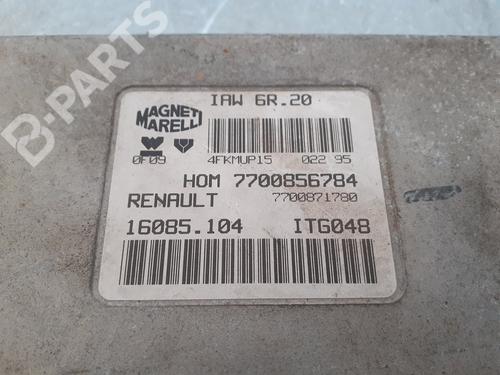 B-PARTS
IAW 6R.20
MAGNETI
MARELLI
0F09 4FKMUP15 022 95
HOM 7700856784
RENAULT 7700871780
16085.104 ITG048